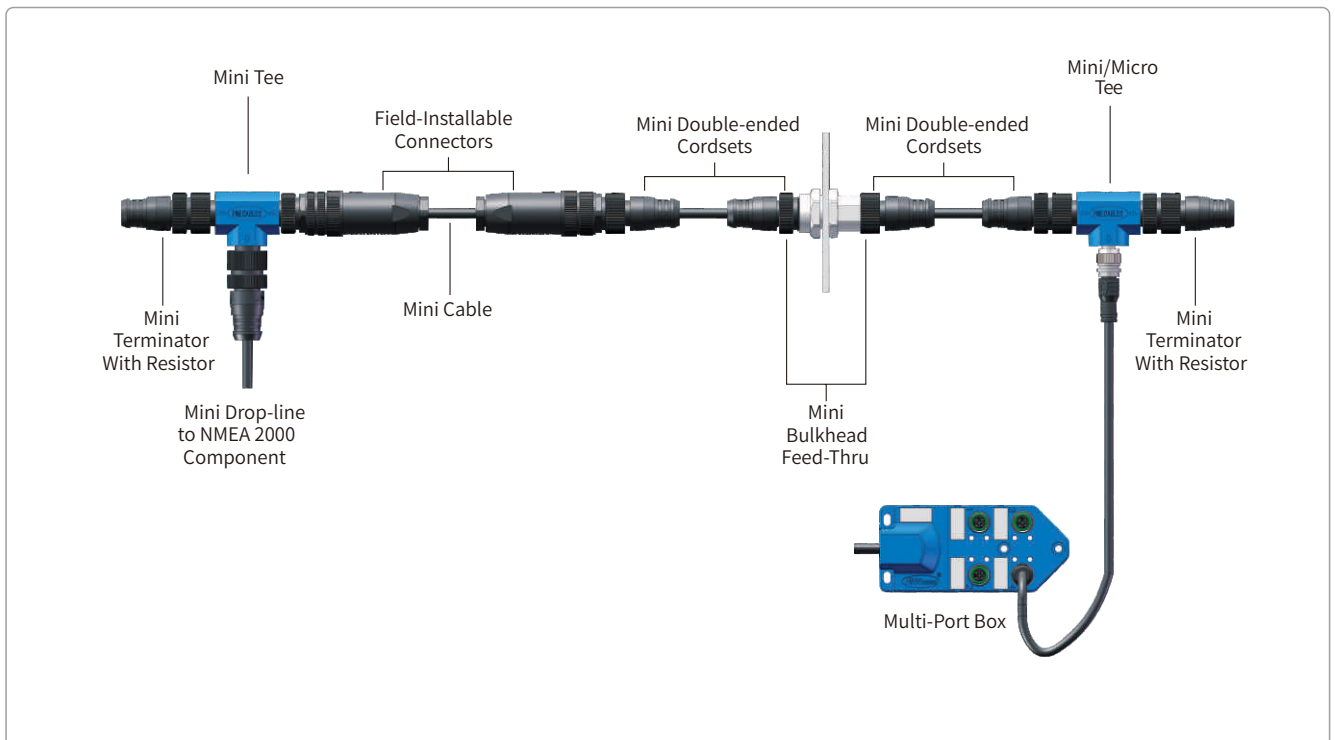 Mini Tee
Mini/Micro
Tee
Field-Installable
Connectors
Mini Double-ended
Cordsets
Mini Double-ended
Cordsets
Mini Cable
Mini
Terminator
With Resistor
Mini
Terminator
With Resistor
Mini Drop-line
to NMEA 2000
Component
Mini
Bulkhead
Feed-Thru
Multi-Port Box